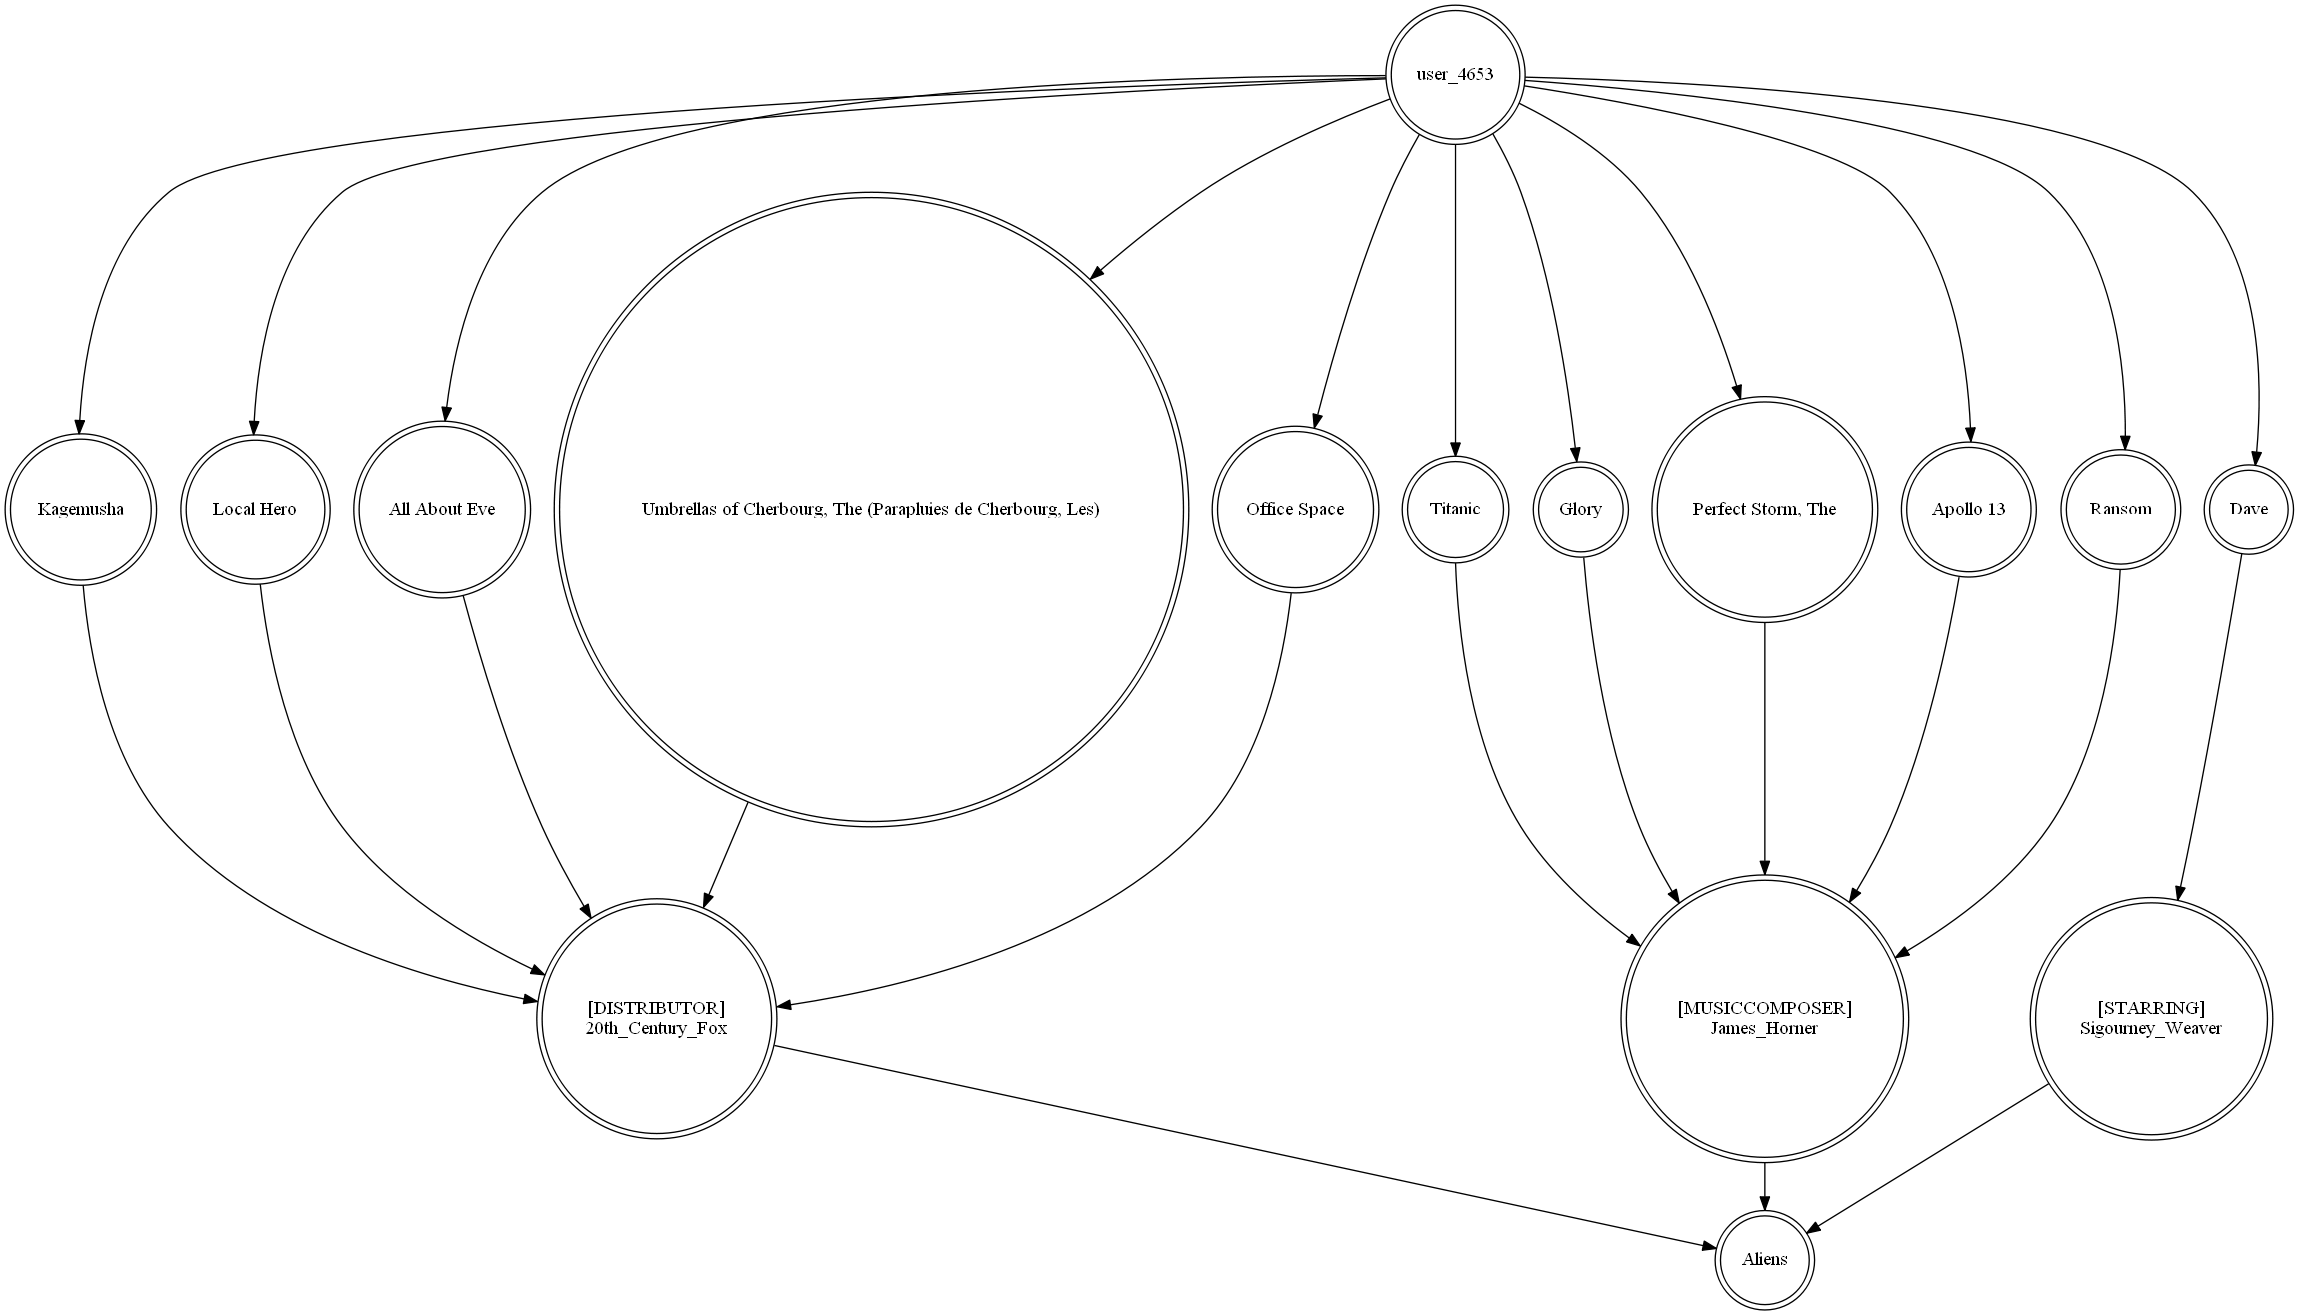 user_4653
Kagemusha
Local Hero
All About Eve
Umbrellas of Cherbourg, The (Parapluies de Cherbourg, Les)
Office Space
Titanic
Glory
Perfect Storm, The
Apollo 13
Ransom
Dave
[DISTRIBUTOR]
20th_Century_Fox
[MUSICCOMPOSER]
James_Horner
[STARRING]
Sigourney_Weaver
Aliens